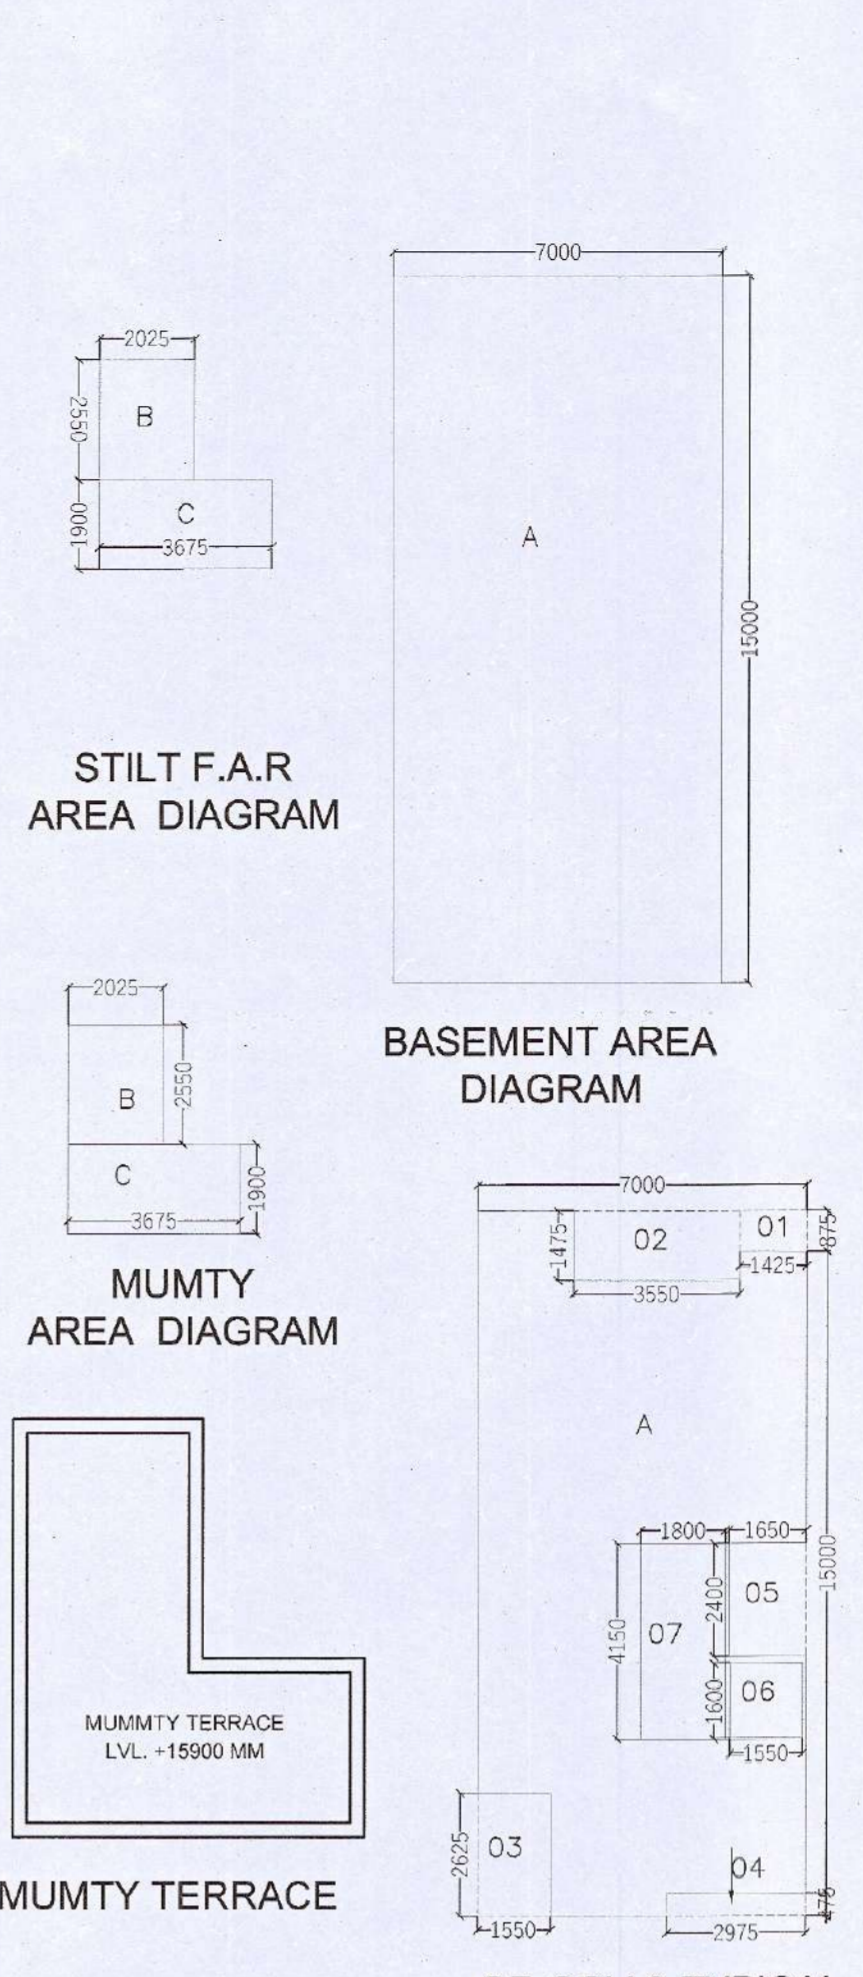 7000
2025
2550
B
C
1900
3675
A
15000
STILT F.A.R
AREA DIAGRAM
BASEMENT AREA
DIAGRAM
2025
2550
B
C
1900
3675
MUMTY
AREA DIAGRAM
7000
1475
02
01
875
1425
3550
A
1800
1650
15000
2400
05
4150
07
06
1600
1550
MUMMTY TERRACE
LVL. +15900 MM
MUMTY TERRACE
2625
03
04
1550
2975